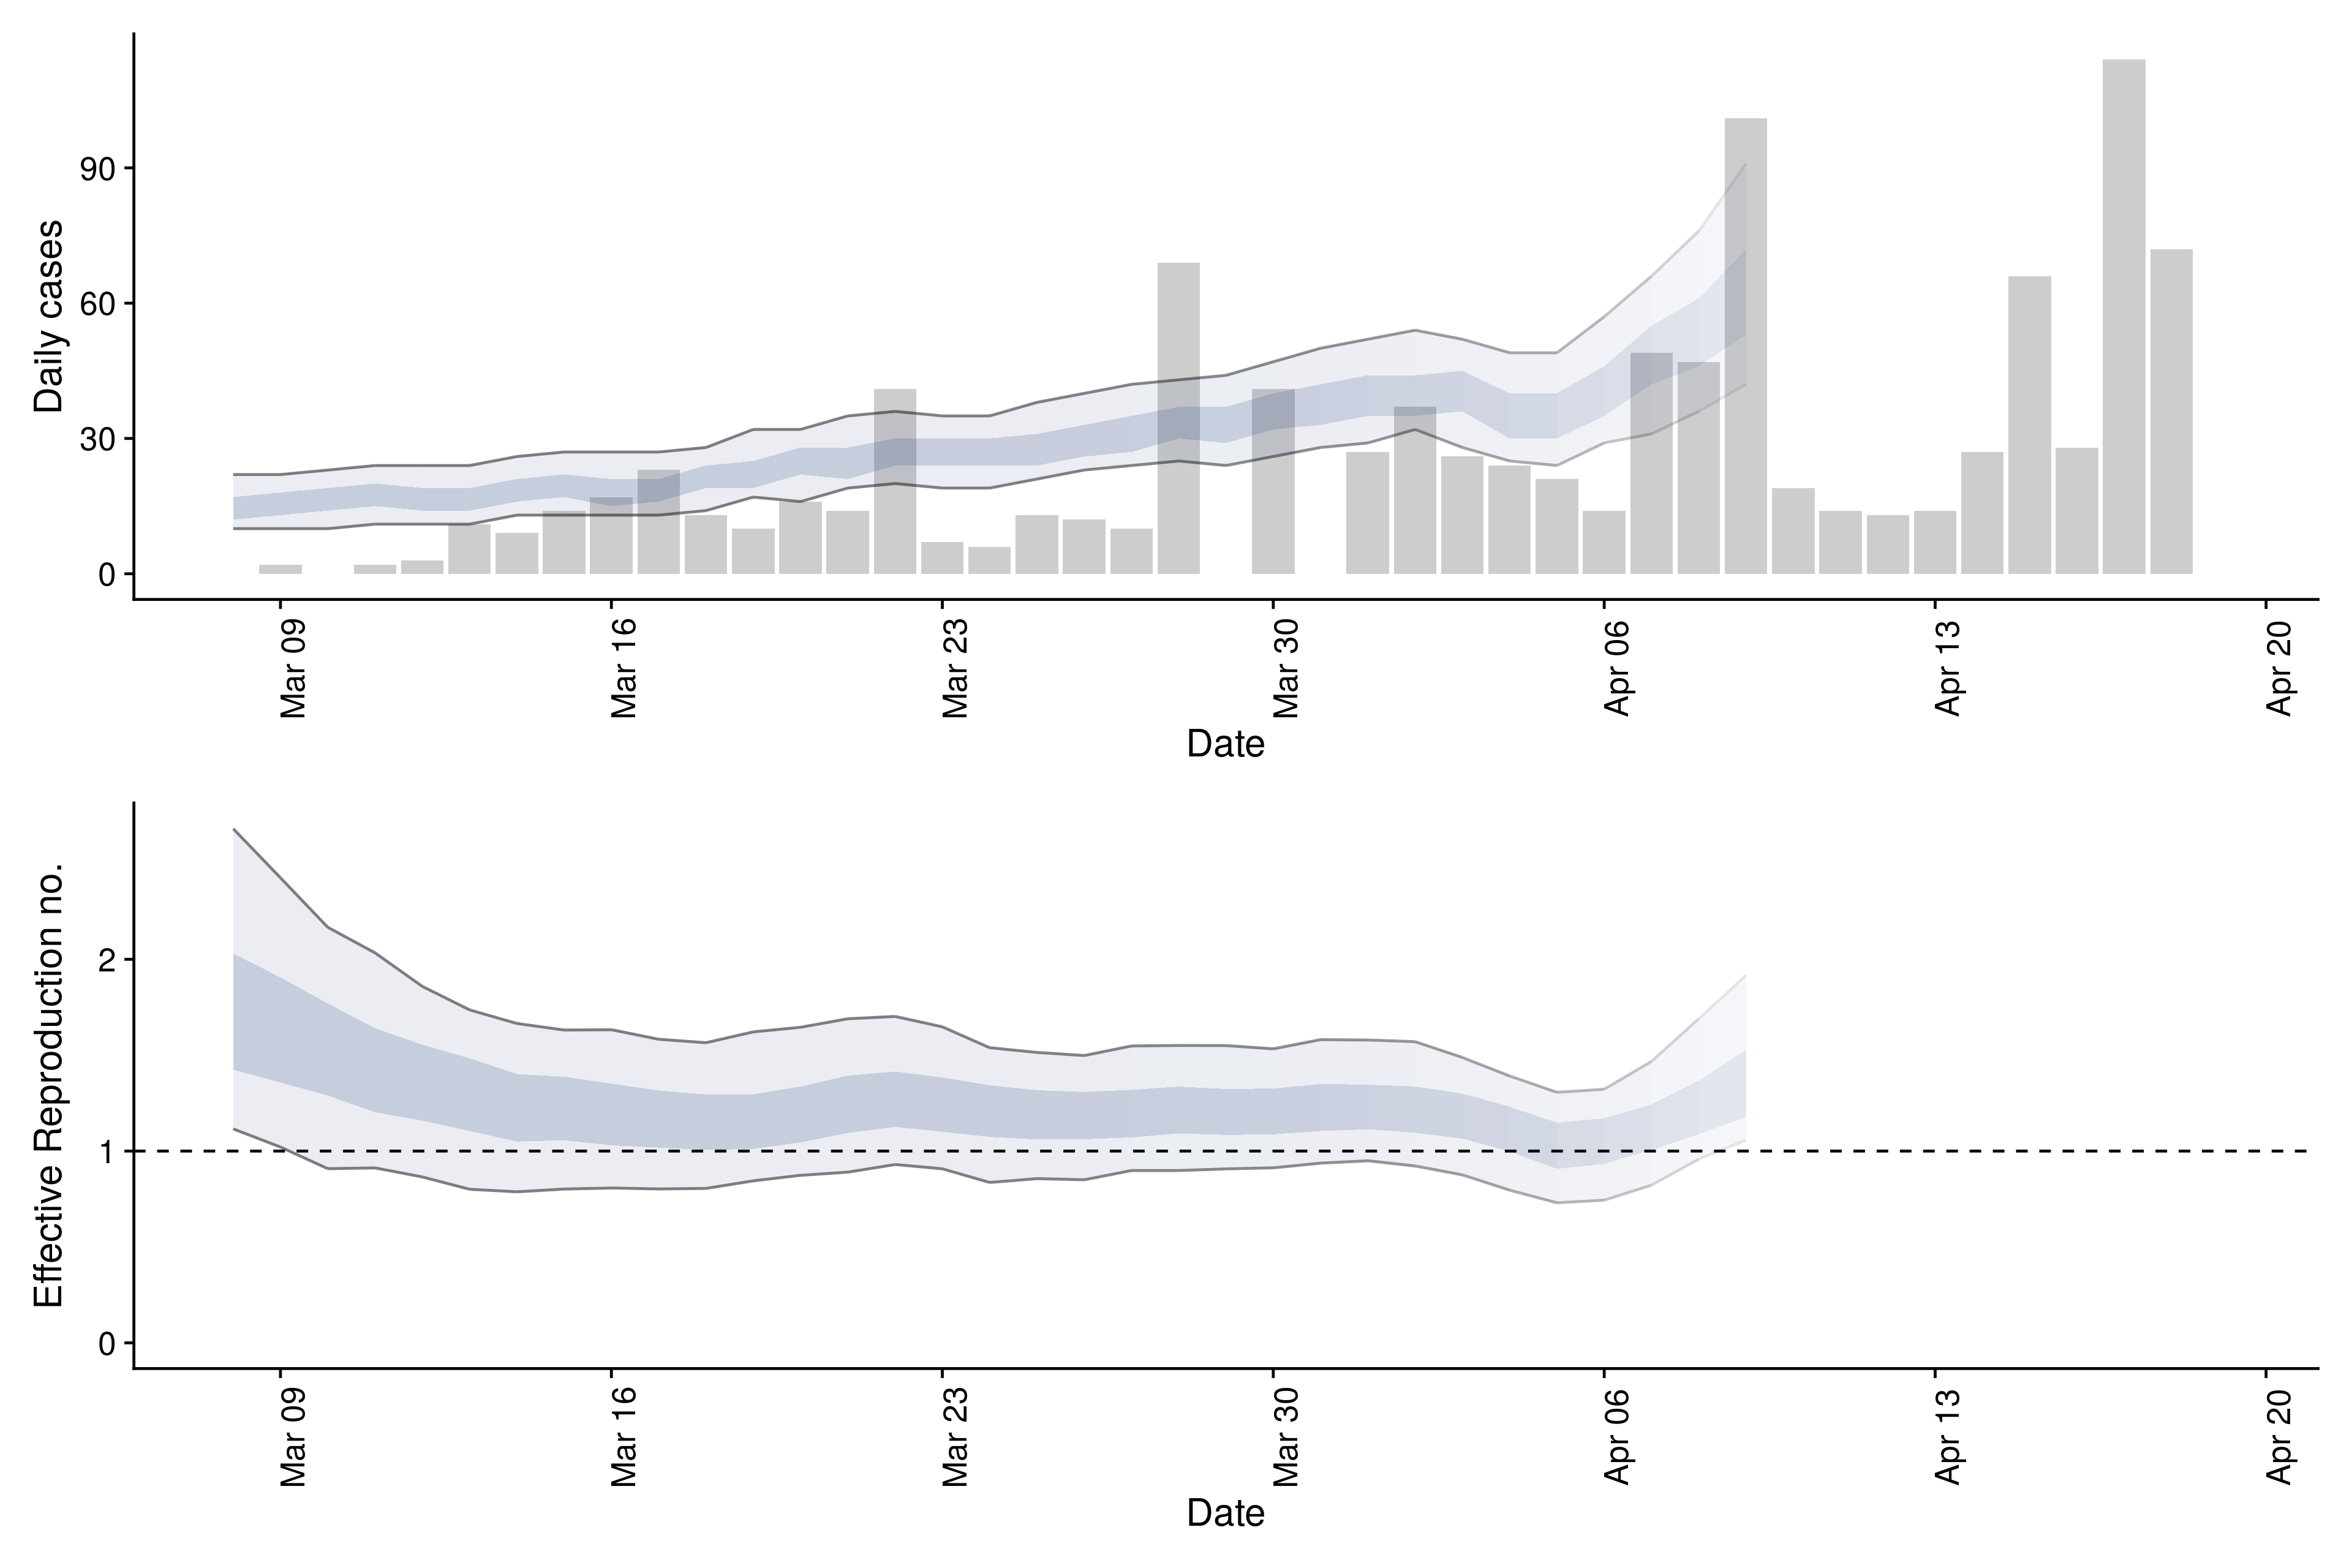 Daily cases
90
60
30
0
Mar 09
Mar 16
Mar 23
Mar 30
Apr 06
Apr 13
Apr 20
Date
Effective Reproduction no.
2
1
0
Mar 09
Mar 16
Mar 23
Mar 30
Apr 06
Apr 13
Apr 20
Date